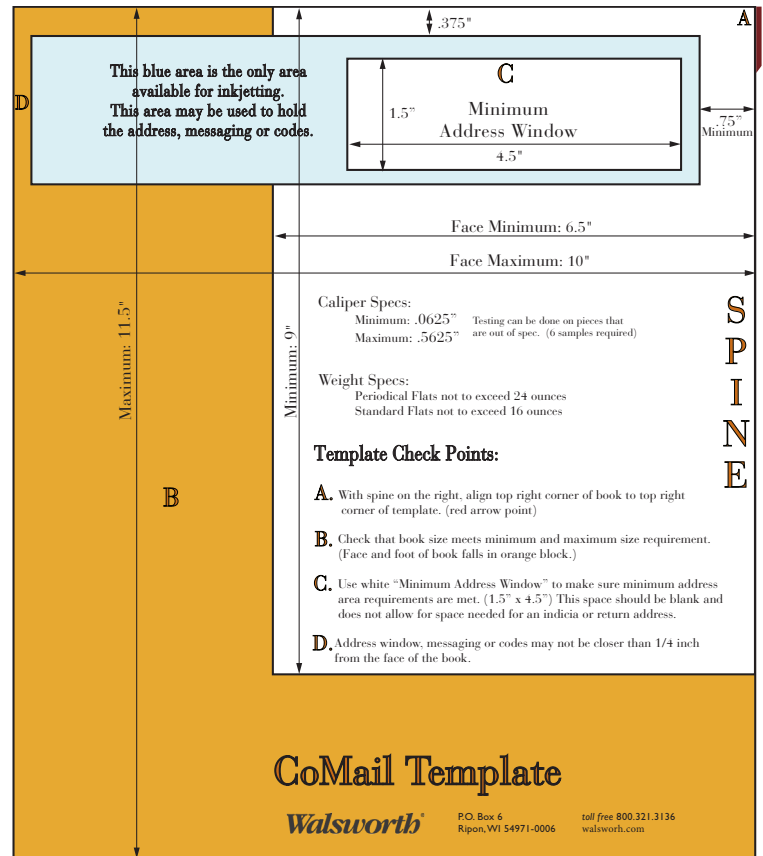 .375"
A
This blue area is the only area
available for inkjetting.
This area may be used to hold
the address, messaging or codes.
D
C
1.5”
Minimum
Address Window
4.5"
.75”
Minimum
Face Minimum: 6.5"
Face Maximum: 10"
Maximum: 11.5"
Minimum: 9"
Caliper Specs:
Minimum: .0625”
Maximum: .5625”
Testing can be done on pieces that
are out of spec. (6 samples required)
Weight Specs:
Periodical Flats not to exceed 24 ounces
Standard Flats not to exceed 16 ounces
SPINE
B
Template Check Points:
A. With spine on the right, align top right corner of book to top right
corner of template. (red arrow point)
B. Check that book size meets minimum and maximum size requirement.
(Face and foot of book falls in orange block.)
C. Use white “Minimum Address Window” to make sure minimum address
area requirements are met. (1.5” x 4.5”) This space should be blank and
does not allow for space needed for an indicia or return address.
D. Address window, messaging or codes may not be closer than 1/4 inch
from the face of the book.
CoMail Template
Walsworth®
P.O. Box 6
Ripon, WI 54971-0006
toll free 800.321.3136
walsworh.com